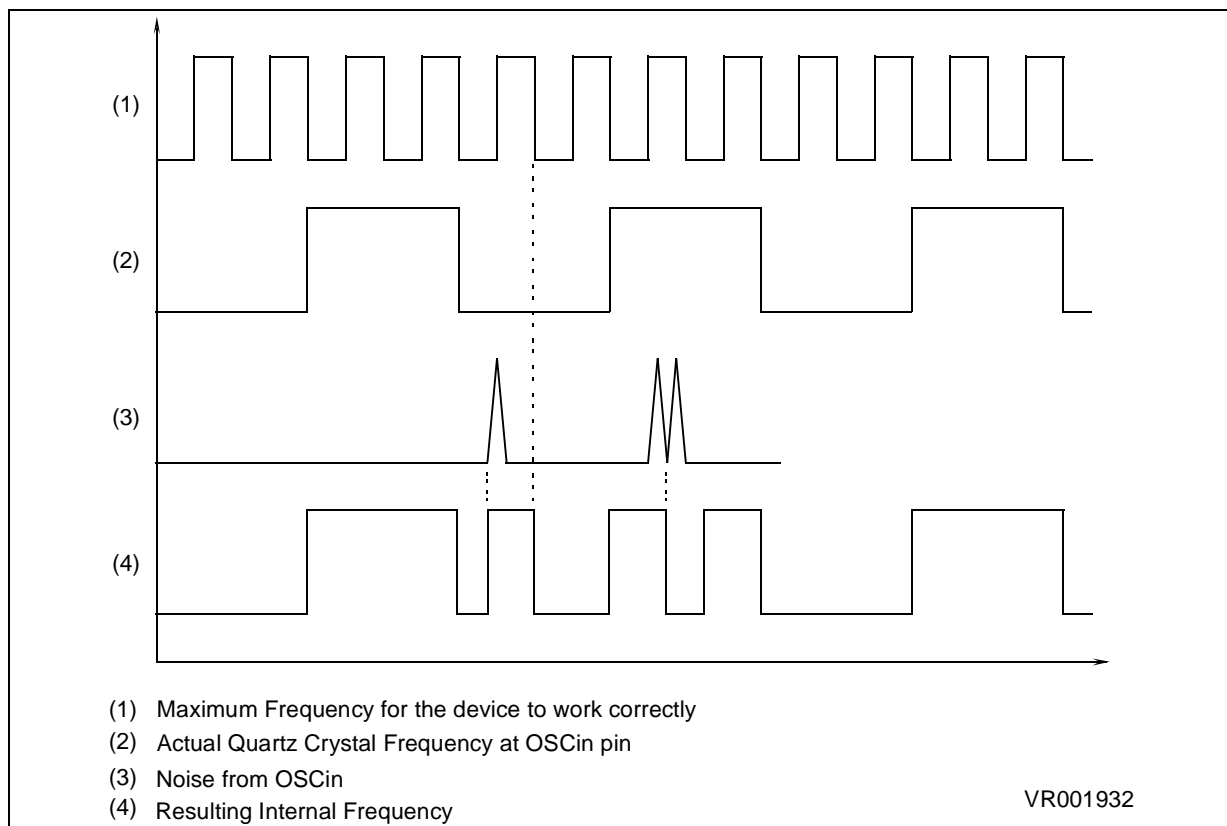 (1)
(2)
(3)
(4)
(1) Maximum Frequency for the device to work correctly
(2) Actual Quartz Crystal Frequency at OSCin pin
(3) Noise from OSCin
(4) Resulting Internal Frequency
VR001932